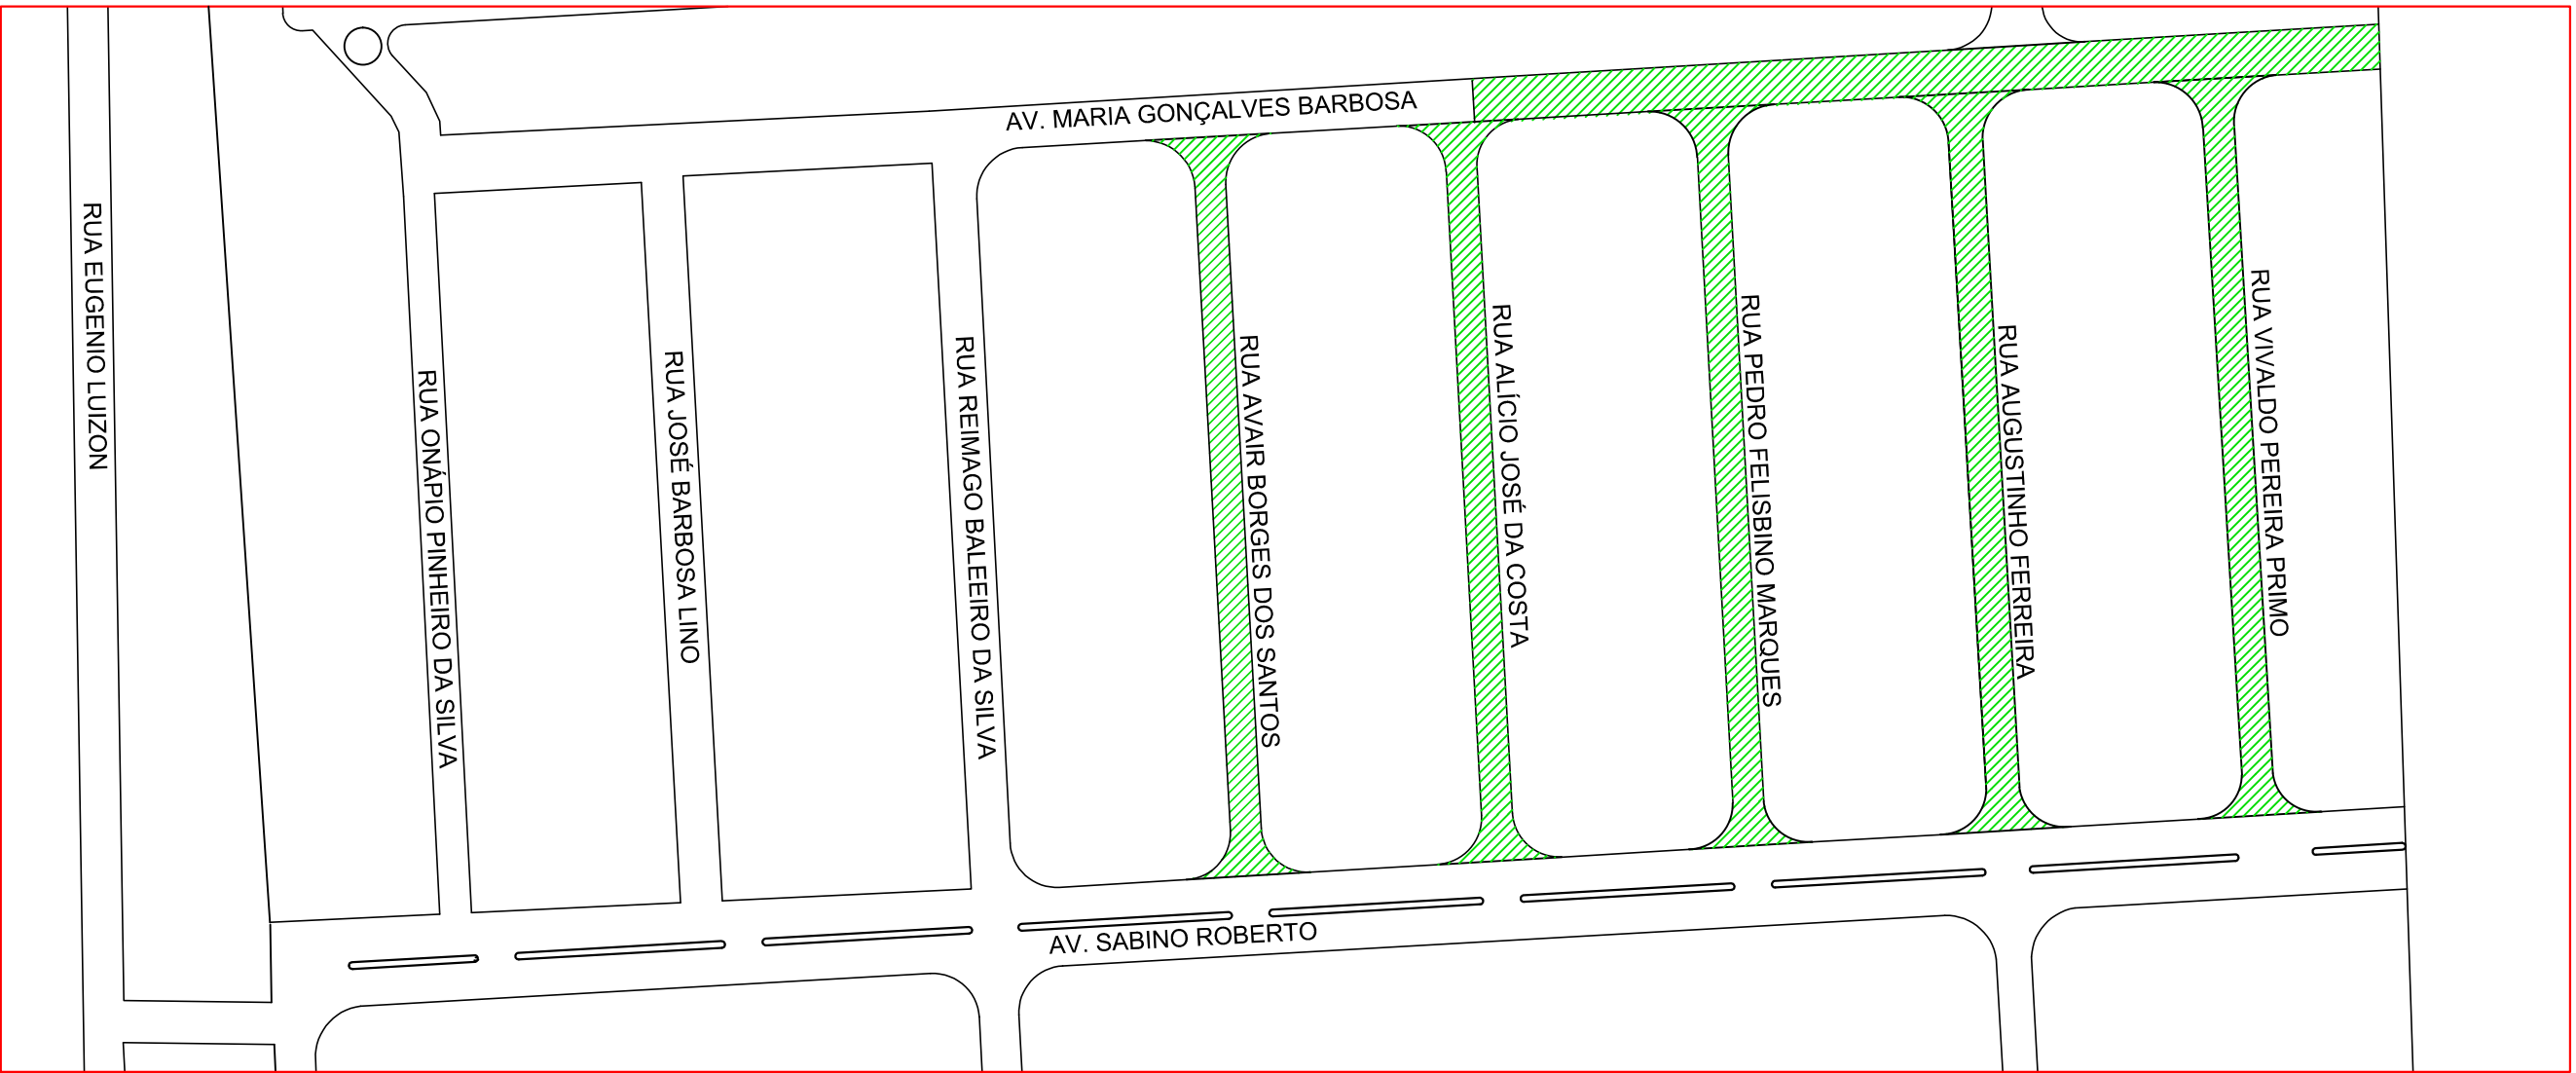 AV. MARIA GONÇALVES BARBOSA
RUA EUGENIO LUIZON
RUA ONÁPIO PINHEIRO DA SILVA
RUA JOSÉ BARBOSA LINO
RUA REIMAGO BALEEIRO DA SILVA
RUA AVAIR BORGES DOS SANTOS
RUA ALÍCIO JOSÉ DA COSTA
RUA PEDRO FELISBINO MARQUES
RUA AUGUSTINHO FERREIRA
RUA VIVALDO PEREIRA PRIMO
AV. SABINO ROBERTO